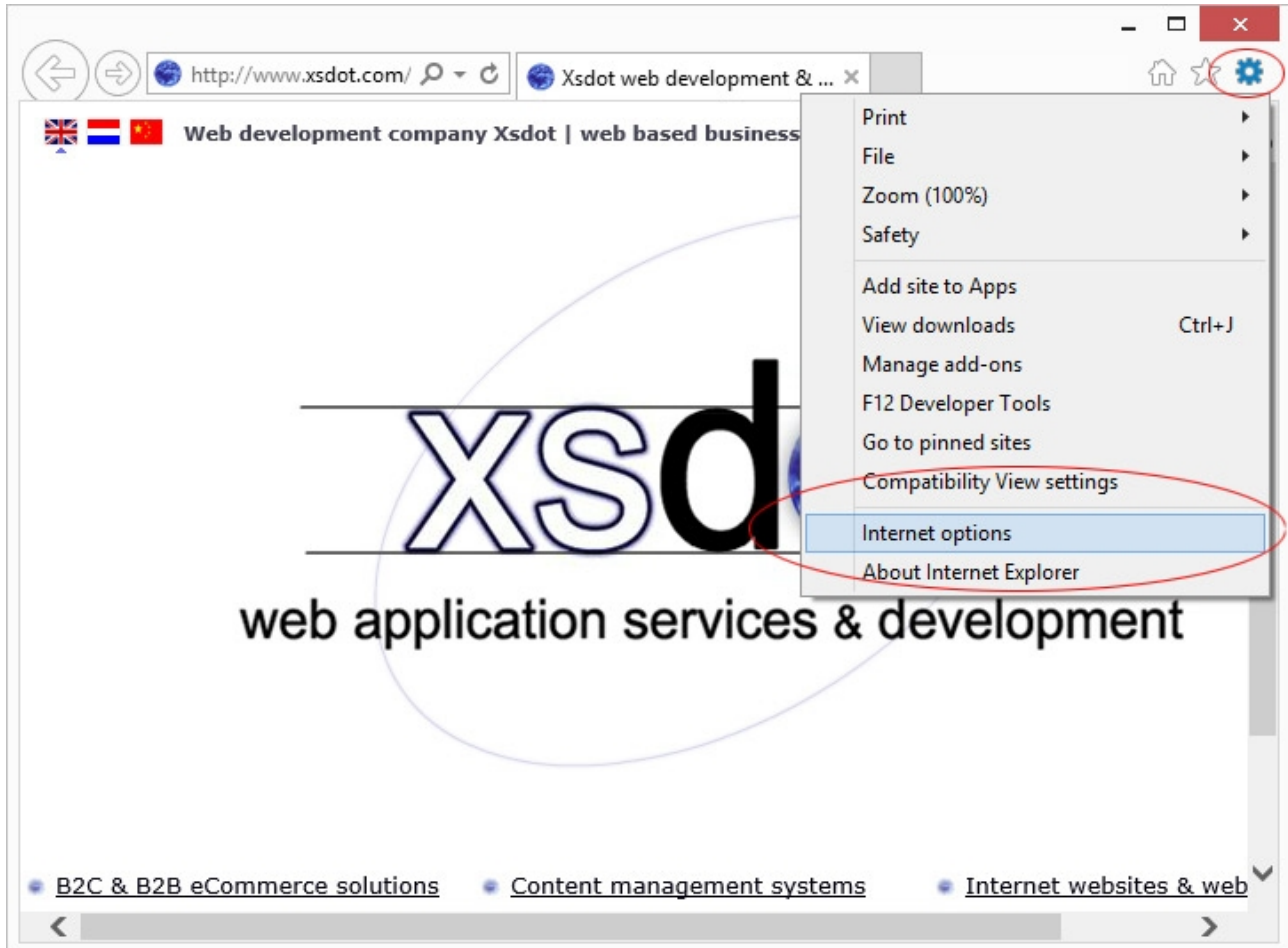 http://www.xsdot.com/
Xsdot web development & ...
Web development company Xsdot | web based business
Print
File
Zoom (100%)
Safety
Add site to Apps
View downloads Ctrl+J
Manage add-ons
F12 Developer Tools
Go to pinned sites
Compatibility View settings
Internet options
About Internet Explorer
xsd
web application services & development
B2C & B2B eCommerce solutions
Content management systems
Internet websites & web